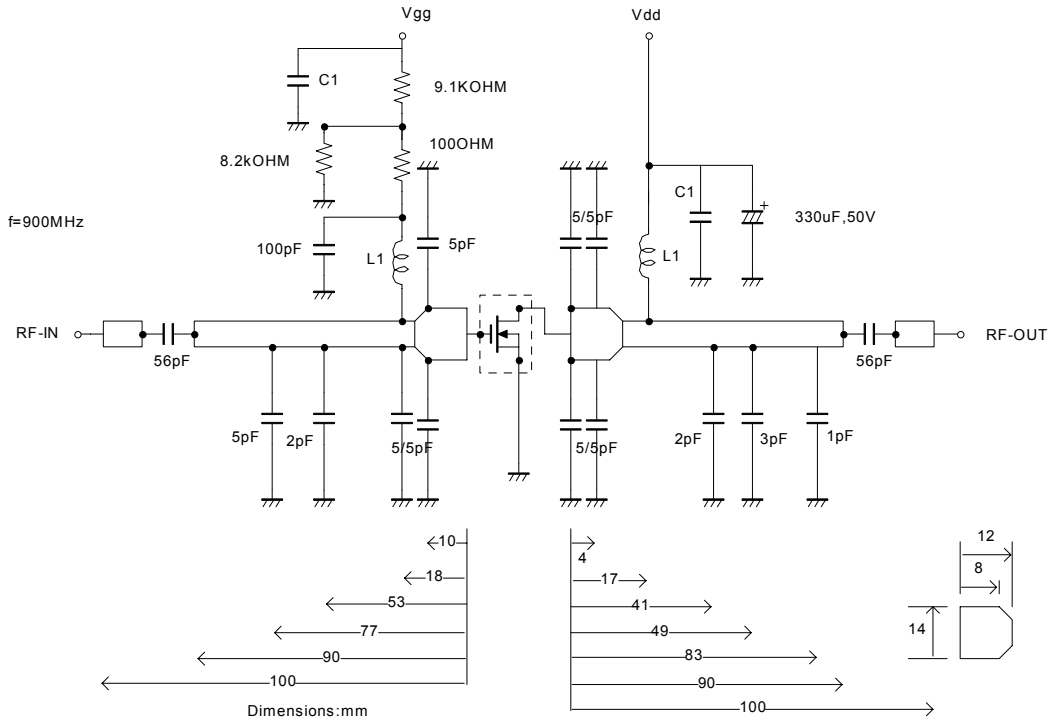 Vgg
Vdd
C1
9.1KOHM
8.2kOHM
100OHM
f=900MHz
100pF
L1
5pF
5/5pF
C1
330uF,50V
L1
RF-IN
56pF
56pF
RF-OUT
5pF
2pF
5/5pF
5/5pF
2pF
3pF
1pF
10
4
12
18
17
8
53
41
14
77
49
90
83
100
90
100
Dimensions:mm
+